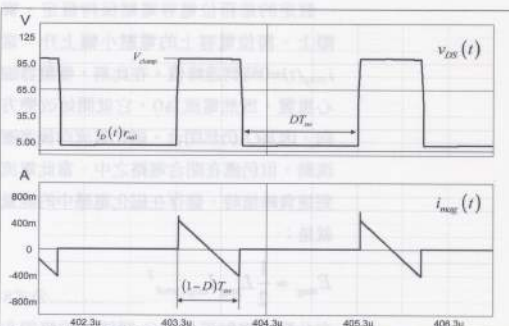 V
125
95.0
65.0
35.0
5.00
V_clamp
v_DS(t)
DT_sw
i_D(t)r_on
A
800m
400m
0
-400m
-800m
i_mag(t)
(1-D)T_sw
402.3u 403.3u 404.3u 405.3u 406.3u